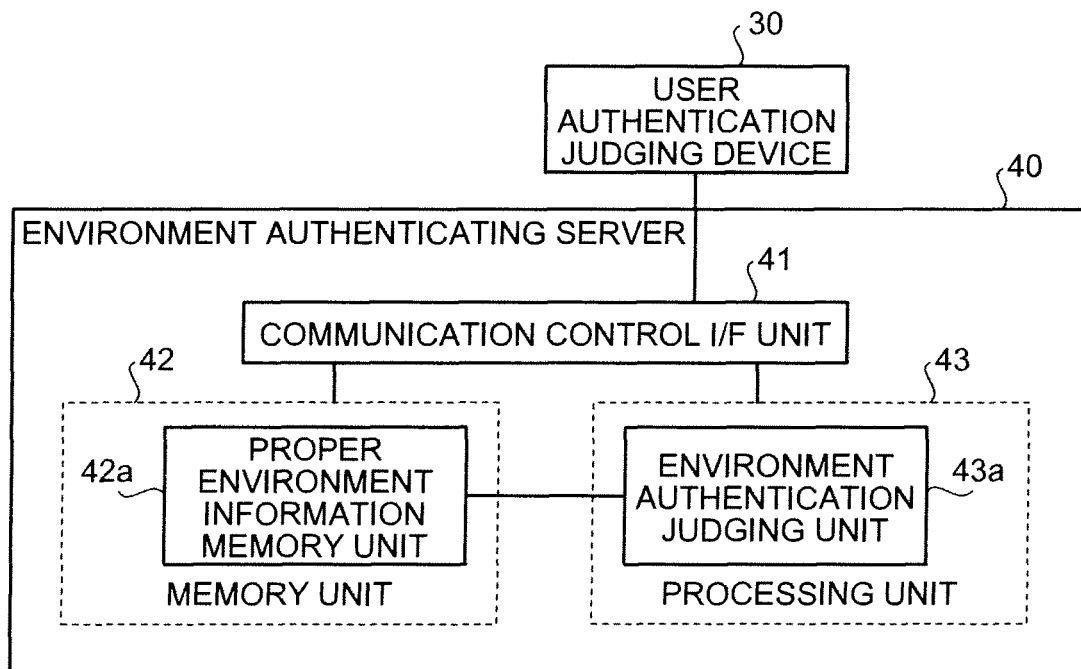 30
USER
AUTHENTICATION
JUDGING DEVICE
40
ENVIRONMENT AUTHENTICATING SERVER
41
COMMUNICATION CONTROL I/F UNIT
42
43
42a
PROPER
ENVIRONMENT
INFORMATION
MEMORY UNIT
ENVIRONMENT
AUTHENTICATION
JUDGING UNIT
43a
MEMORY UNIT
PROCESSING UNIT